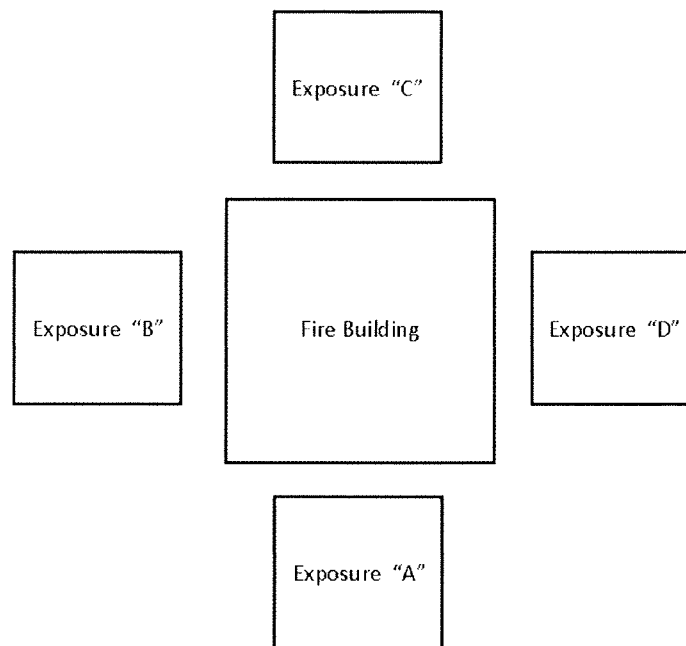 Exposure “C”
Exposure “B”
Fire Building
Exposure “D”
Exposure “A”